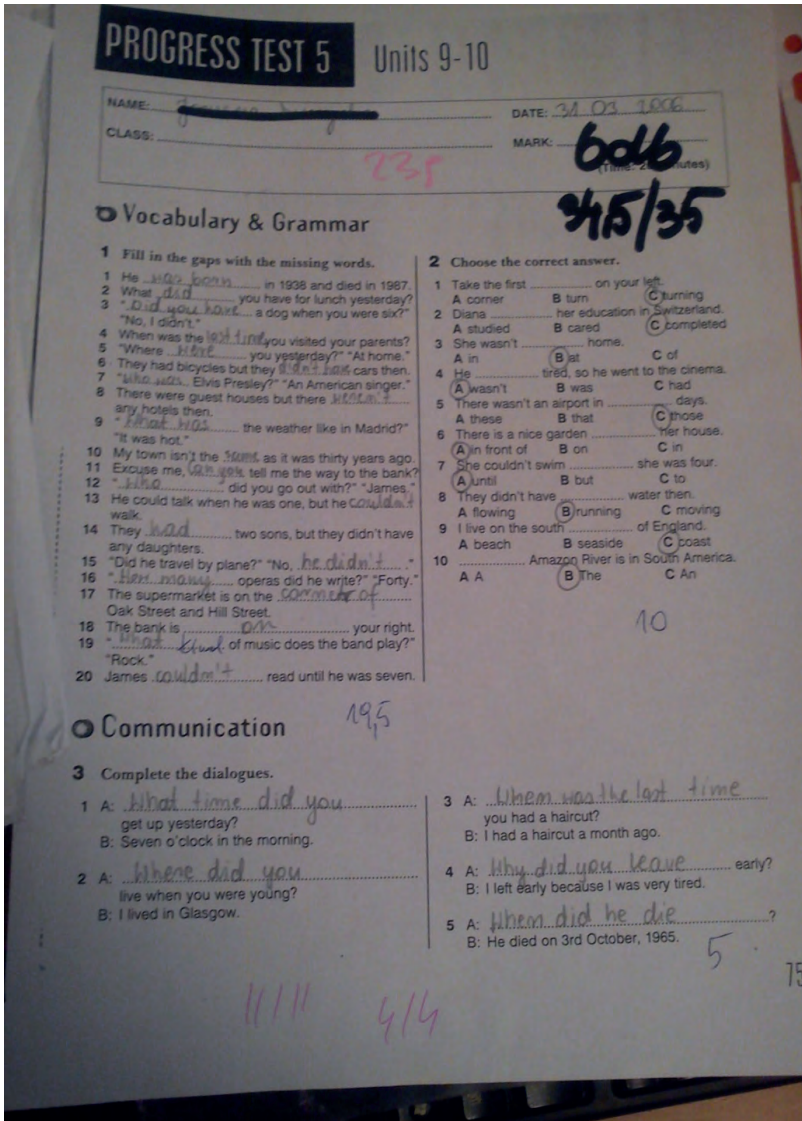 PROGRESS TEST 5 Units 9-10
NAME:
DATE: 31 03 2006
CLASS:
MARK: bdb
23,5
34,5/35
Vocabulary & Grammar
1 Fill in the gaps with the missing words.
1 He was born in 1938 and died in 1987.
2 What did you have for lunch yesterday?
3 "Did you have a dog when you were six?"
"No, I didn't."
4 When was the last time you visited your parents?
5 "Where were you yesterday?" "At home."
6 They had bicycles but they didn't have cars then.
7 "Who was Elvis Presley?" "An American singer."
8 There were guest houses but there weren't
any hotels then.
9 "What was the weather like in Madrid?"
"It was hot."
10 My town isn't the same as it was thirty years ago.
11 Excuse me, can you tell me the way to the bank?
12 "Who did you go out with?" "James."
13 He could talk when he was one, but he couldn't
walk.
14 They had two sons, but they didn't have
any daughters.
15 "Did he travel by plane?" "No, he didn't."
16 "How many operas did he write?" "Forty."
17 The supermarket is on the corner of
Oak Street and Hill Street.
18 The bank is on your right.
19 "What kind of music does the band play?"
"Rock."
20 James couldn't read until he was seven.
19,5
2 Choose the correct answer.
1 Take the first on your left.
A corner B turn C turning
2 Diana her education in Switzerland.
A studied B cared C completed
3 She wasn't home.
A in B at C of
4 He tired, so he went to the cinema.
A wasn't B was C had
5 There wasn't an airport in days.
A these B that C those
6 There is a nice garden her house.
A in front of B on C in
7 She couldn't swim she was four.
A until B but C to
8 They didn't have water then.
A flowing B running C moving
9 I live on the south of England.
A beach B seaside C coast
10 Amazon River is in South America.
A A B The C An
10
Communication
3 Complete the dialogues.
1 A: What time did you
get up yesterday?
B: Seven o'clock in the morning.
2 A: Where did you
live when you were young?
B: I lived in Glasgow.
3 A: When was the last time
you had a haircut?
B: I had a haircut a month ago.
4 A: Why did you leave early?
B: I left early because I was very tired.
5 A: When did he die ?
B: He died on 3rd October, 1965.
5
75
11/11 4/4